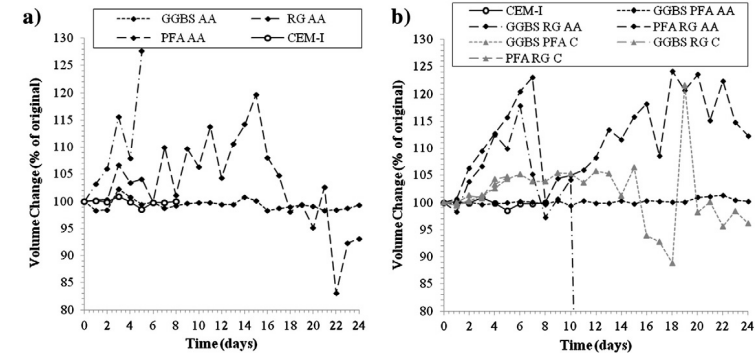 a)
GGBS AA
RG AA
PFA AA
CEM-I
130
125
120
115
110
105
100
95
90
85
80
Volume Change (% of original)
0 2 4 6 8 10 12 14 16 18 20 22 24
Time (days)
b)
CEM-I
GGBS PFA AA
GGBS RG AA
PFA RG AA
GGBS PFA C
GGBS RG C
PFA RG C
130
125
120
115
110
105
100
95
90
85
80
Volume Change (% of original)
0 2 4 6 8 10 12 14 16 18 20 22 24
Time (days)